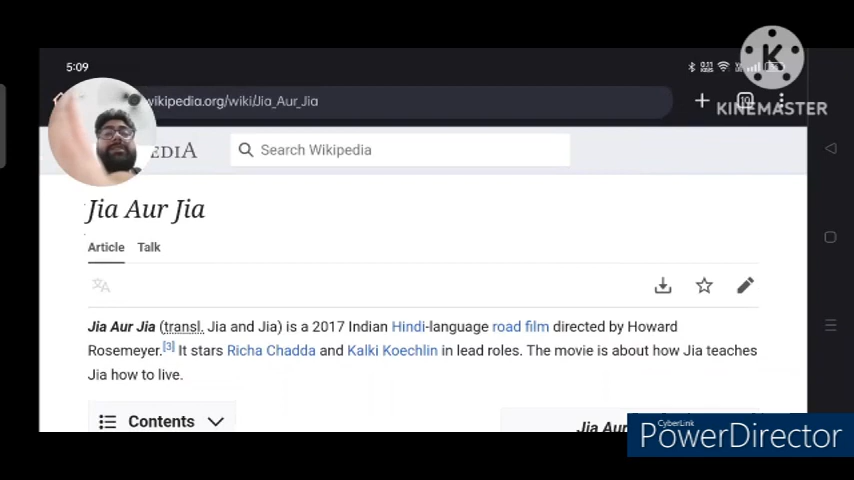 5:09
K
KINEMASTER
wikipedia.org/wiki/Jia_Aur_Jia
10
EDIA
Search Wikipedia
Jia Aur Jia
Article Talk
Jia Aur Jia (transl. Jia and Jia) is a 2017 Indian Hindi-language road film directed by Howard
Rosemeyer.[3] It stars Richa Chadda and Kalki Koechlin in lead roles. The movie is about how Jia teaches
Jia how to live.
Contents
Jia Aur
CyberLink
PowerDirector